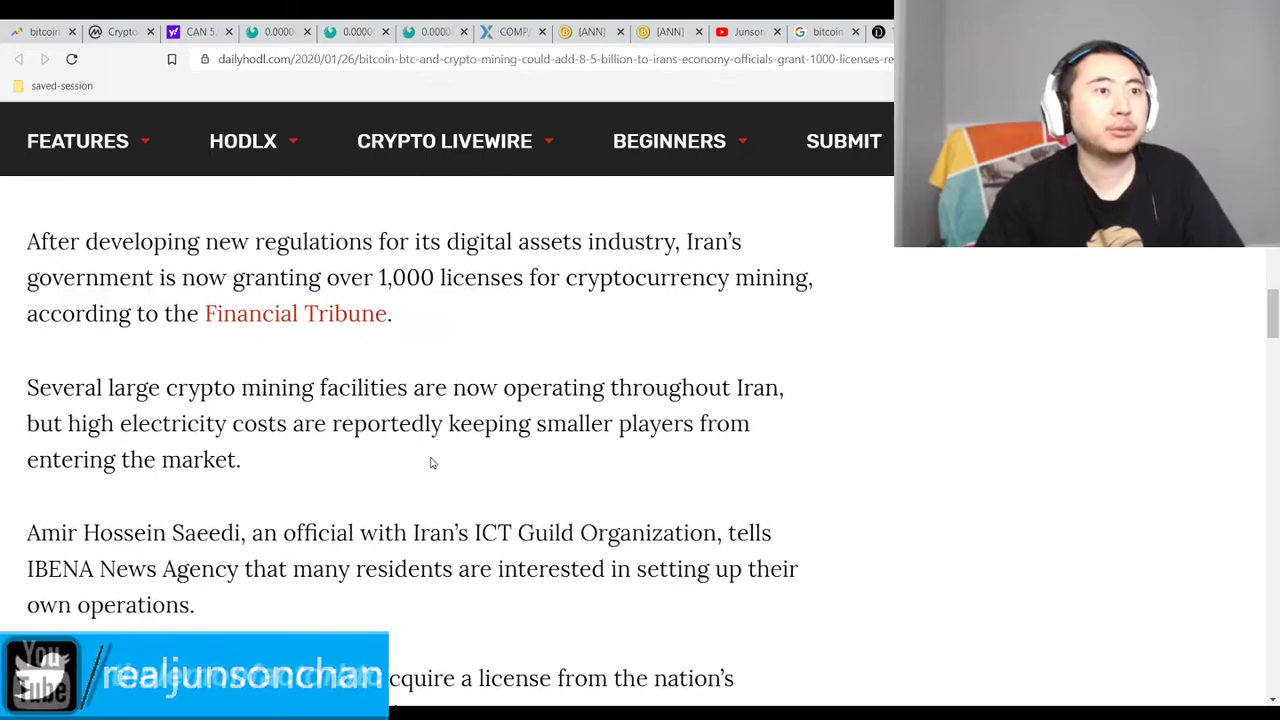 bitcoin
Crypto
CAN 5.
0.0000
0.0000
0.0000
COMP.
[ANN]
[ANN]
Junson
bitcoin
dailyhodl.com/2020/01/26/bitcoin-btc-and-crypto-mining-could-add-8-5-billion-to-irans-economy-officials-grant-1000-licenses-re
saved-session
FEATURES HODLX CRYPTO LIVEWIRE BEGINNERS SUBMIT
After developing new regulations for its digital assets industry, Iran's
government is now granting over 1,000 licenses for cryptocurrency mining,
according to the Financial Tribune.
Several large crypto mining facilities are now operating throughout Iran,
but high electricity costs are reportedly keeping smaller players from
entering the market.
Amir Hossein Saeedi, an official with Iran's ICT Guild Organization, tells
IBENA News Agency that many residents are interested in setting up their
own operations.
cquire a license from the nation's
You
Tube
/realjunsonchan